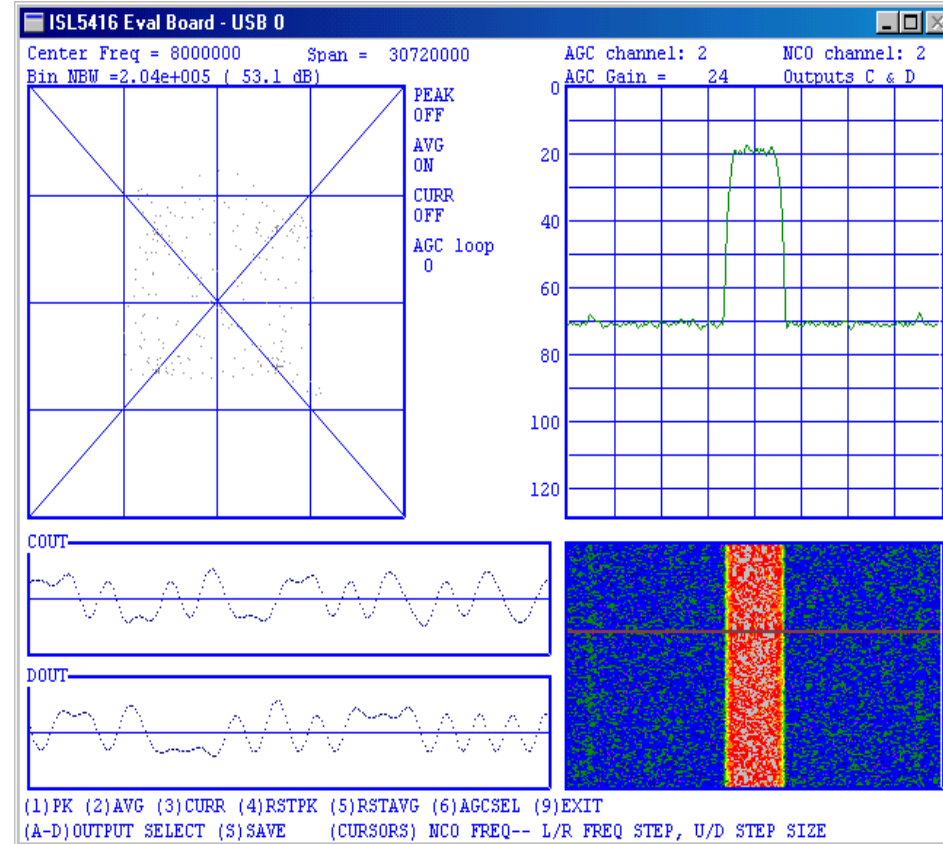 ISL5416 Eval Board - USB 0
Center Freq = 8000000 Span = 30720000 AGC channel: 2 NCO channel: 2
Bin NBW =2.04e+005 ( 53.1 dB) AGC Gain = 24 Outputs C & D
PEAK
OFF
AVG
ON
CURR
OFF
AGC loop
0
0
20
40
60
80
100
120
COUT
DOUT
(1)PK (2)AVG (3)CURR (4)RSTPK (5)RSTAVG (6)AGCSEL (9)EXIT
(A-D)OUTPUT SELECT (S)SAVE (CURSORS) NCO FREQ-- L/R FREQ STEP, U/D STEP SIZE